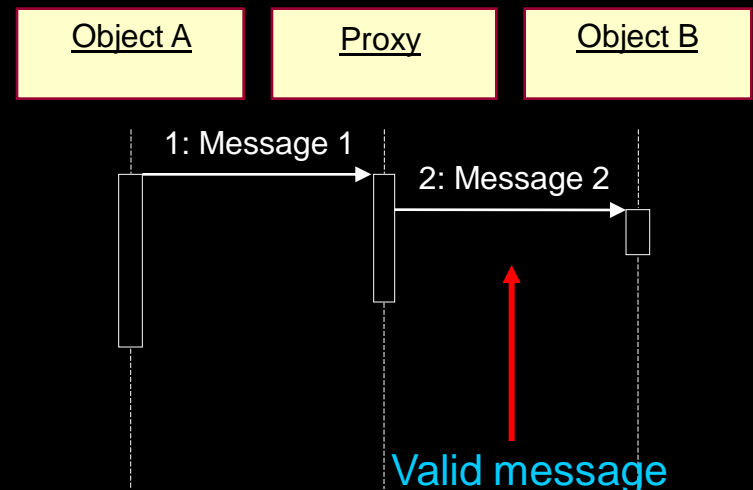 Object A
Proxy
Object B
1: Message 1
2: Message 2
Valid message